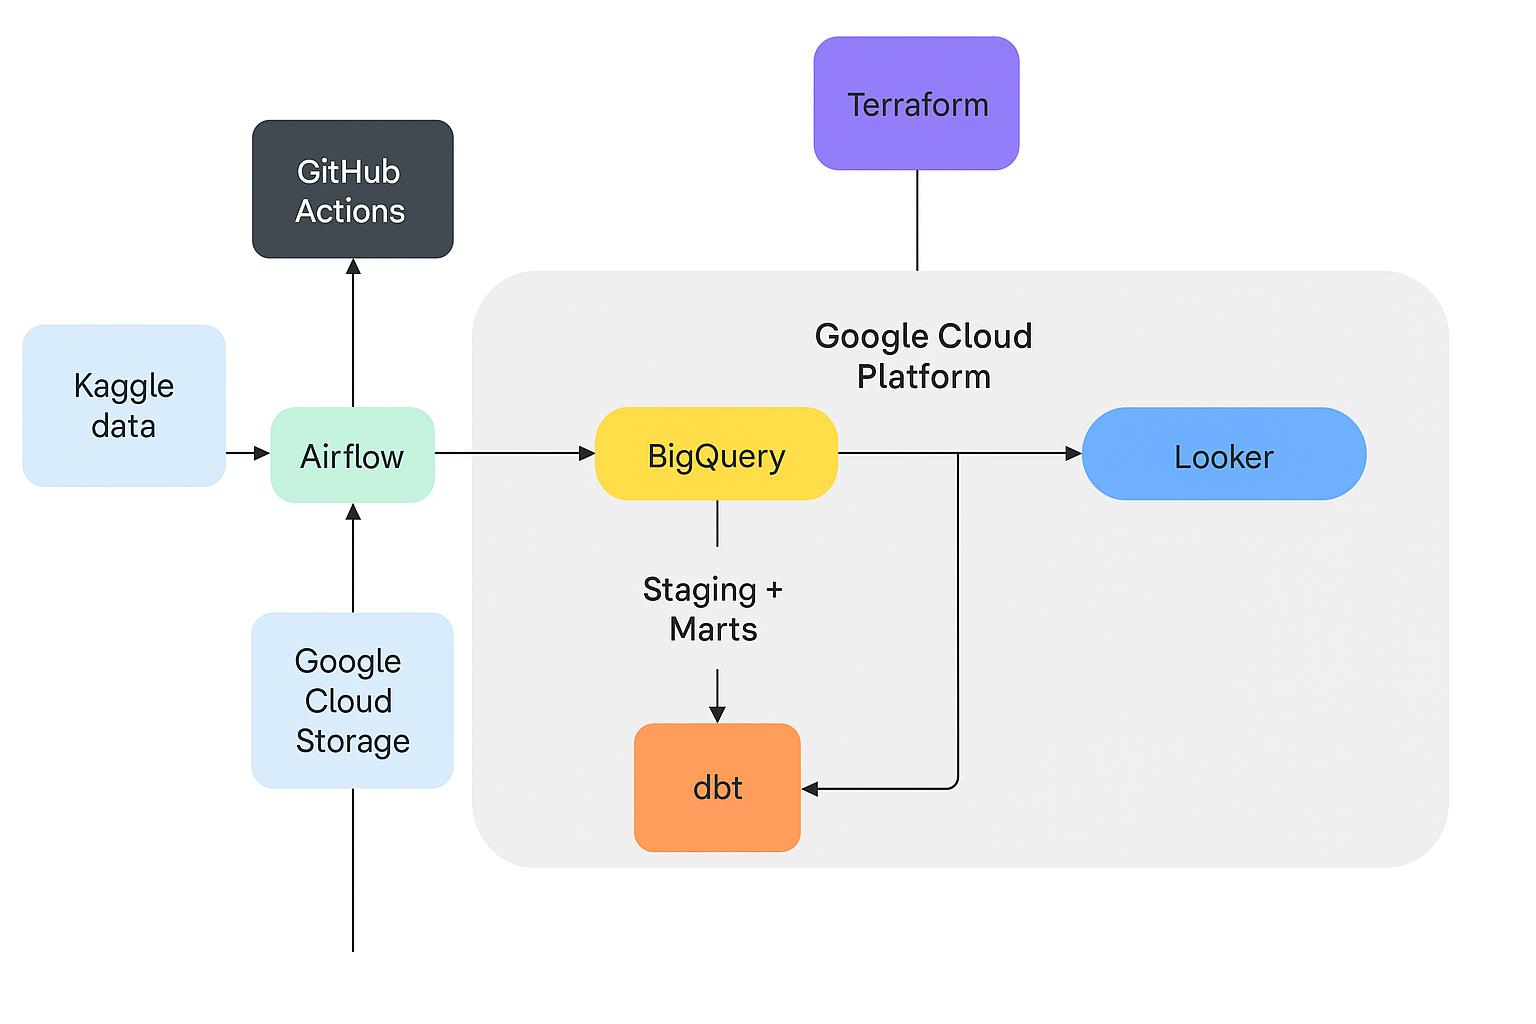 Terraform
GitHub
Actions
Google Cloud
Platform
Kaggle
data
Airflow
BigQuery
Looker
Staging +
Marts
Google
Cloud
Storage
dbt